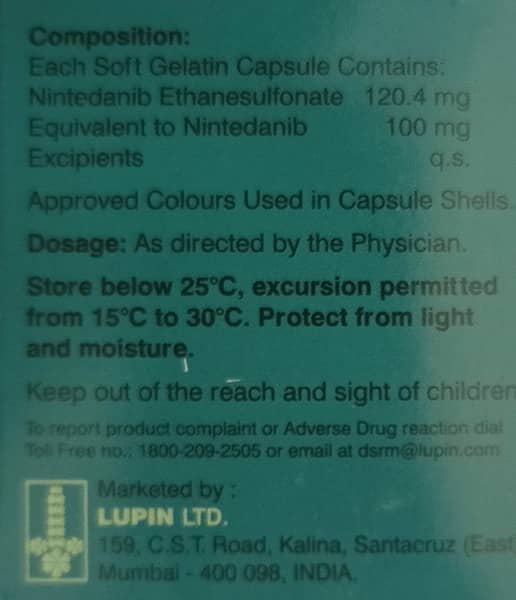 Composition:
Each Soft Gelatin Capsule Contains:
Nintedanib Ethanesulfonate 120.4 mg
Equivalent to Nintedanib 100 mg
Excipients q.s.
Approved Colours Used in Capsule Shells.
Dosage: As directed by the Physician.
Store below 25°C, excursion permitted
from 15°C to 30°C. Protect from light
and moisture.
Keep out of the reach and sight of children
To report product complaint or Adverse Drug reaction dial
Toll Free no.: 1800-209-2505 or email at dsrm@lupin.com
Marketed by :
LUPIN LTD.
159, C.S.T. Road, Kalina, Santacruz (East
Mumbai - 400 098, INDIA.